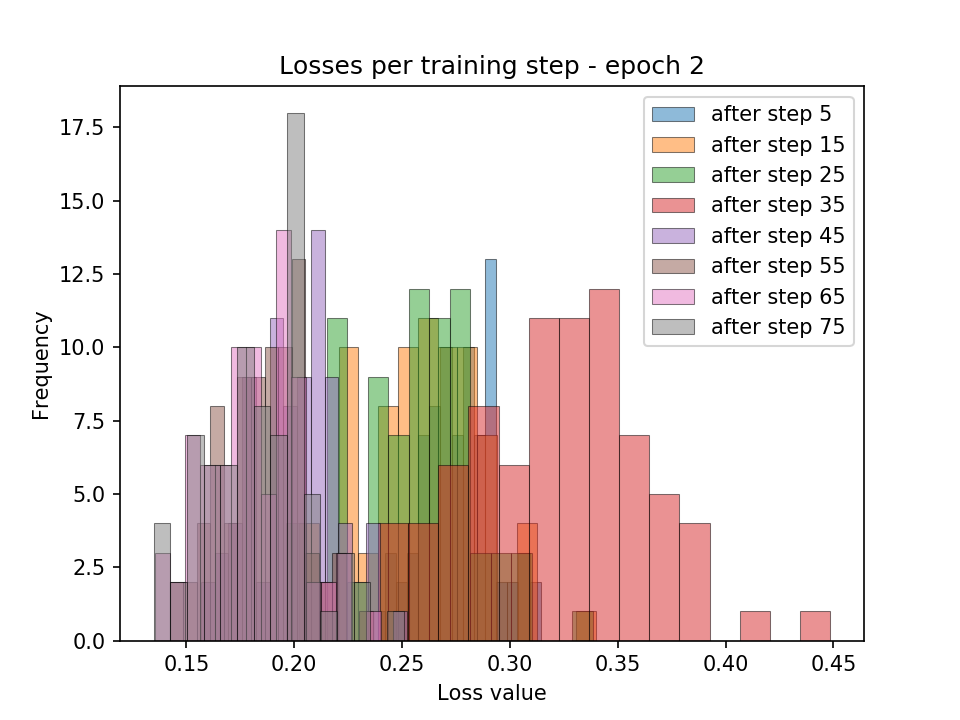 Losses per training step - epoch 2
after step 5
after step 15
after step 25
after step 35
after step 45
after step 55
after step 65
after step 75
Frequency
17.5
15.0
12.5
10.0
7.5
5.0
2.5
0.0
0.15 0.20 0.25 0.30 0.35 0.40 0.45
Loss value